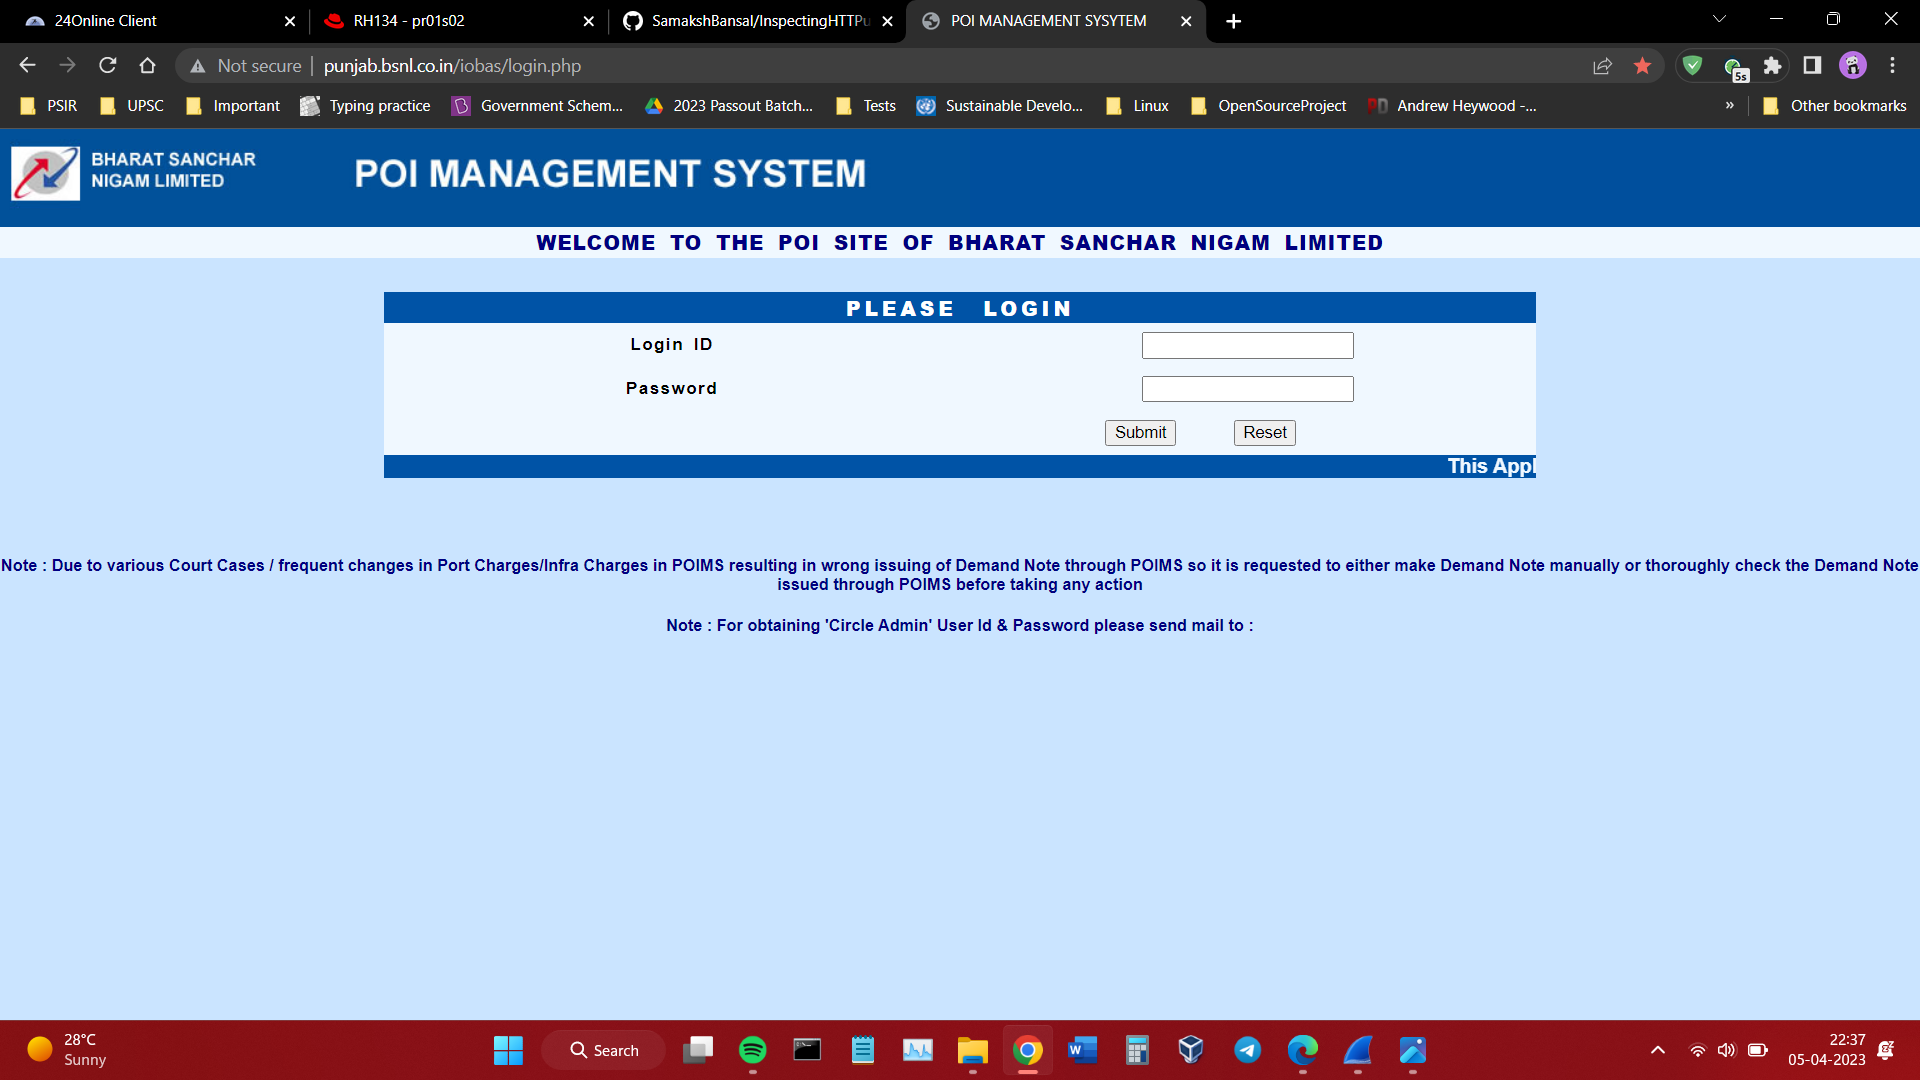 24Online Client
RH134 - pr01s02
SamakshBansal/InspectingHTTPu
POI MANAGEMENT SYSYTEM
Not secure
punjab.bsnl.co.in/iobas/login.php
5s
PSIR
UPSC
Important
Typing practice
Government Schem...
2023 Passout Batch...
Tests
Sustainable Develo...
Linux
OpenSourceProject
Andrew Heywood -...
»
Other bookmarks
BHARAT SANCHAR
NIGAM LIMITED
POI MANAGEMENT SYSTEM
WELCOME TO THE POI SITE OF BHARAT SANCHAR NIGAM LIMITED
PLEASE LOGIN
Login ID
Password
Submit Reset
This Appl
Note : Due to various Court Cases / frequent changes in Port Charges/Infra Charges in POIMS resulting in wrong issuing of Demand Note through POIMS so it is requested to either make Demand Note manually or thoroughly check the Demand Note
issued through POIMS before taking any action
Note : For obtaining 'Circle Admin' User Id & Password please send mail to :
28°C
Sunny
Search
22:37
05-04-2023